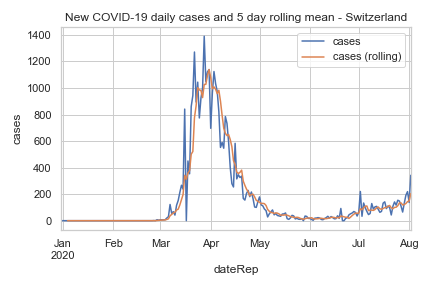 New COVID-19 daily cases and 5 day rolling mean - Switzerland
cases
cases (rolling)
1400
1200
1000
800
600
400
200
0
cases
Jan
2020
Feb
Mar
Apr
May
Jun
Jul
Aug
dateRep